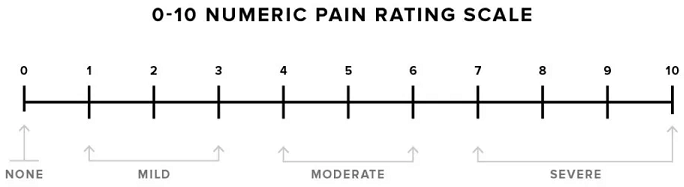 0-10 NUMERIC PAIN RATING SCALE
0 1 2 3 4 5 6 7 8 9 10
NONE MILD MODERATE SEVERE